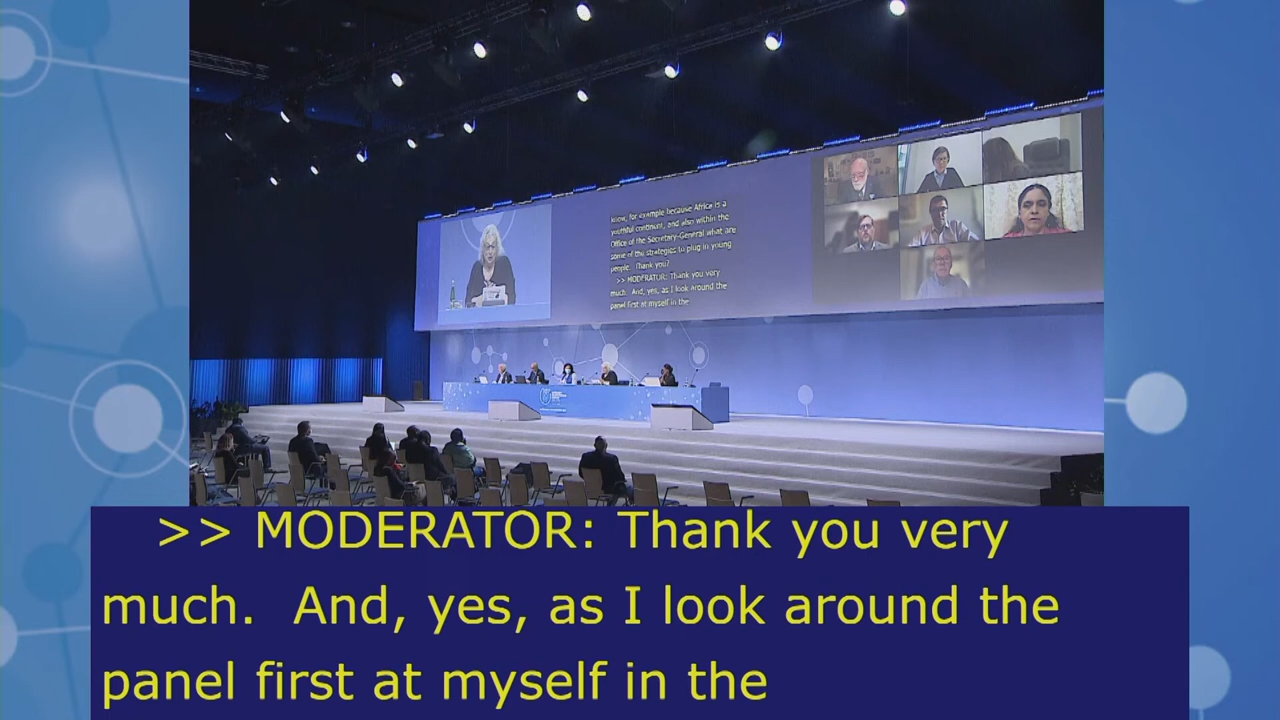 know, for example because Africa is a
youthful continent, and also within the
Office of the Secretary-General what are
some of the strategies to plug in young
people. Thank you?
>> MODERATOR: Thank you very
much. And, yes, as I look around the
panel first at myself in the
>> MODERATOR: Thank you very
much. And, yes, as I look around the
panel first at myself in the